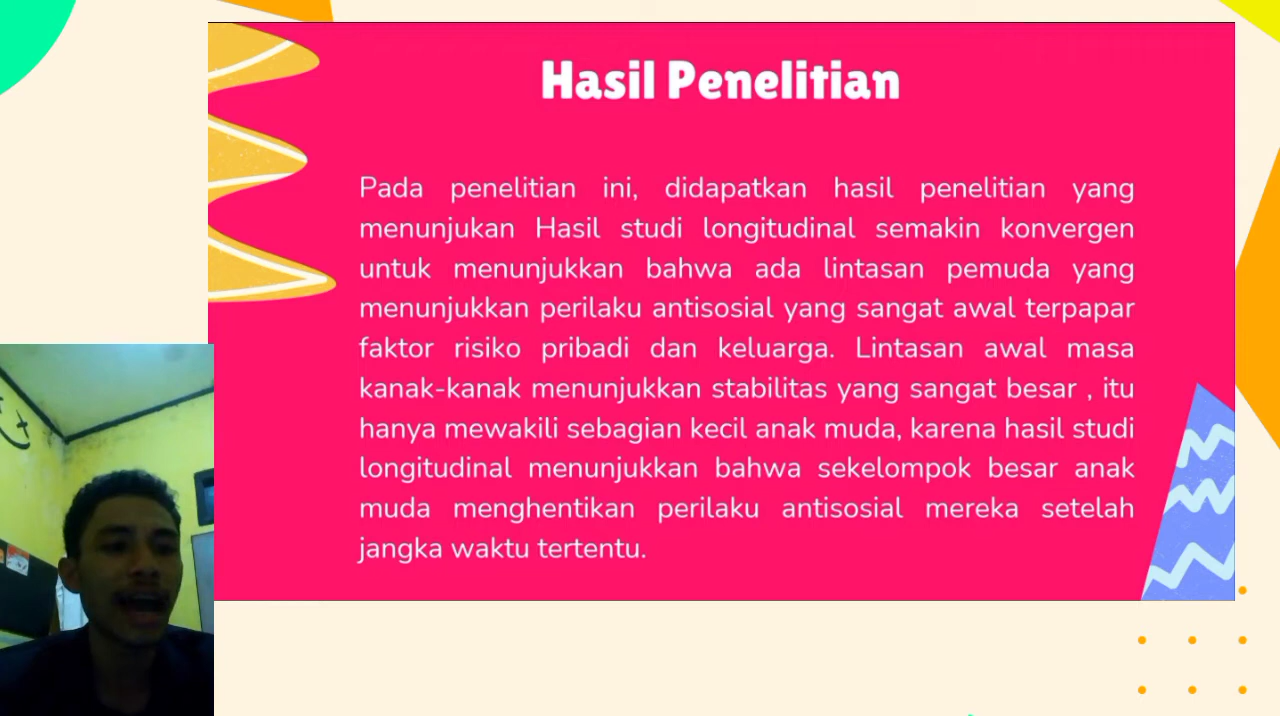 Hasil Penelitian
Pada penelitian ini, didapatkan hasil penelitian yang
menunjukan Hasil studi longitudinal semakin konvergen
untuk menunjukkan bahwa ada lintasan pemuda yang
menunjukkan perilaku antisosial yang sangat awal terpapar
faktor risiko pribadi dan keluarga. Lintasan awal masa
kanak-kanak menunjukkan stabilitas yang sangat besar , itu
hanya mewakili sebagian kecil anak muda, karena hasil studi
longitudinal menunjukkan bahwa sekelompok besar anak
muda menghentikan perilaku antisosial mereka setelah
jangka waktu tertentu.